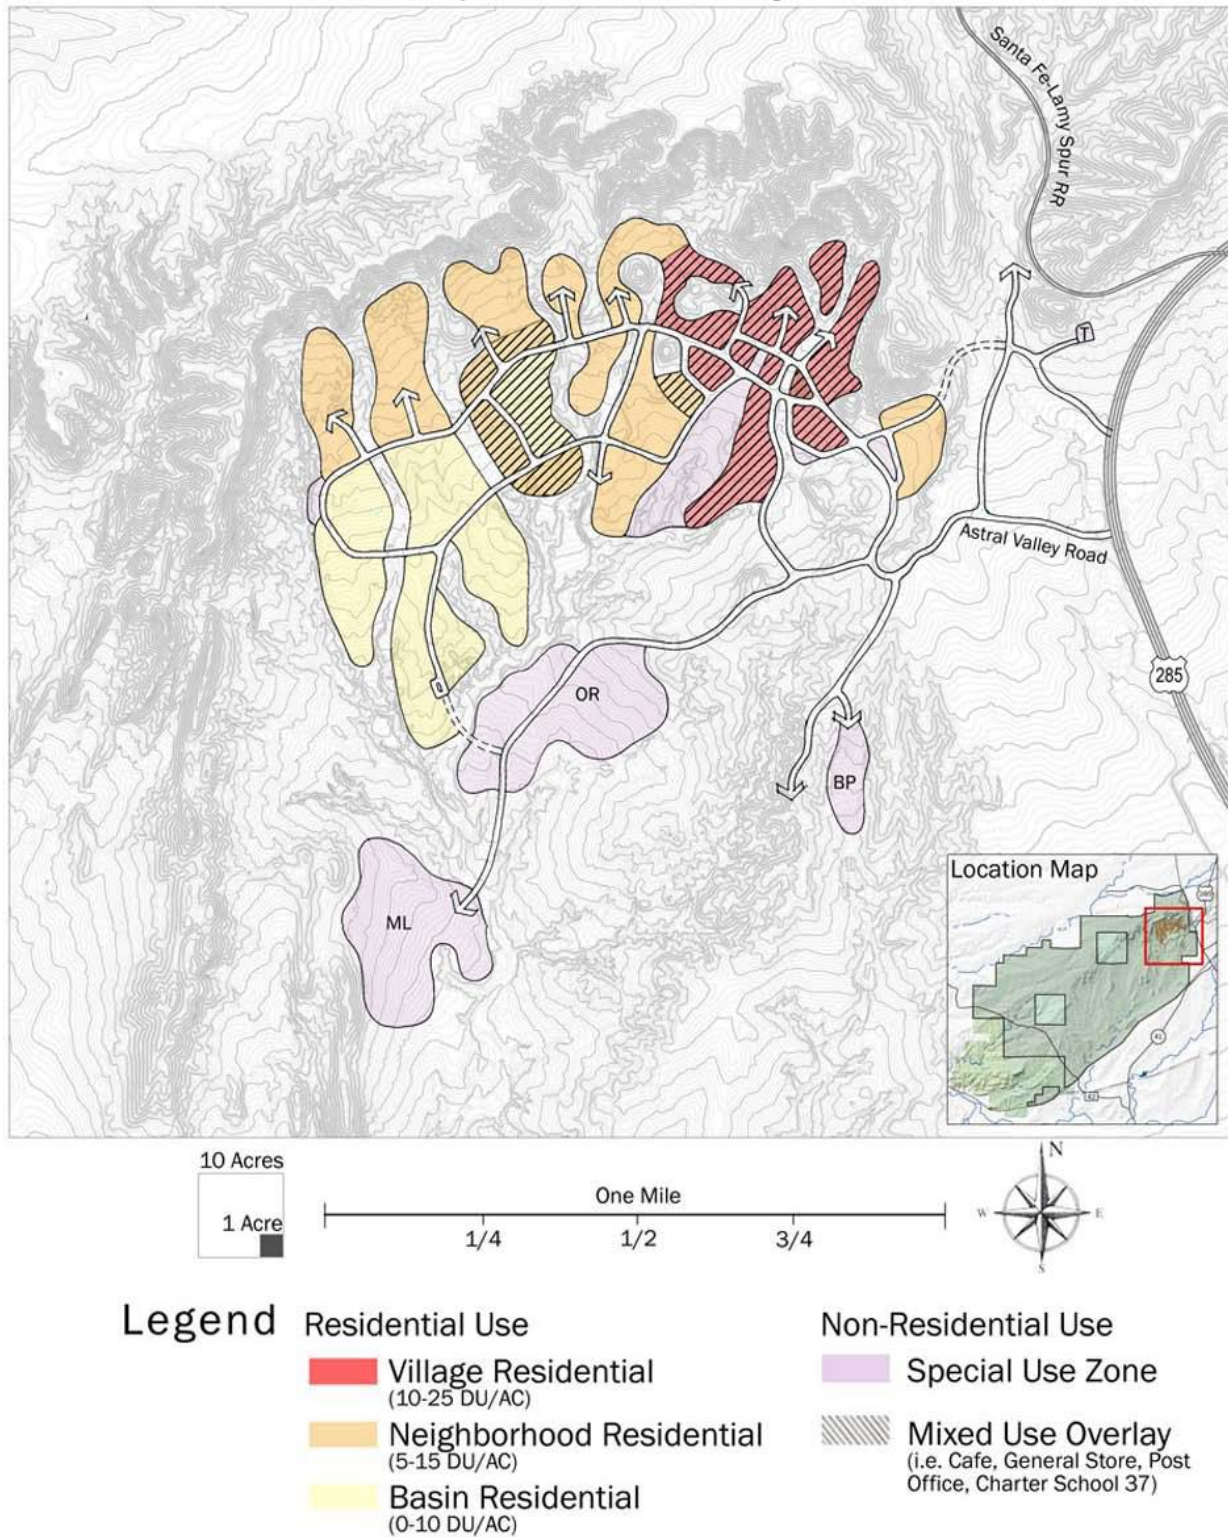 Santa Fe-Lamy Spur RR
T
Astral Valley Road
285
OR
BP
ML
Location Map
285
41
42
10 Acres
1 Acre
One Mile
1/4
1/2
3/4
N
W
E
S
Legend
Residential Use
Village Residential
(10-25 DU/AC)
Neighborhood Residential
(5-15 DU/AC)
Basin Residential
(0-10 DU/AC)
Non-Residential Use
Special Use Zone
Mixed Use Overlay
(i.e. Cafe, General Store, Post
Office, Charter School 37)